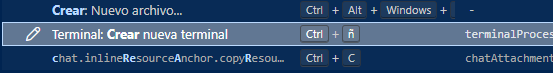 Crear: Nuevo archivo... Ctrl + Alt + Windows + -
Terminal: Crear nueva terminal Ctrl + ñ terminalProces
chat.inlineResourceAnchor.copyResou... Ctrl + C chatAttachment